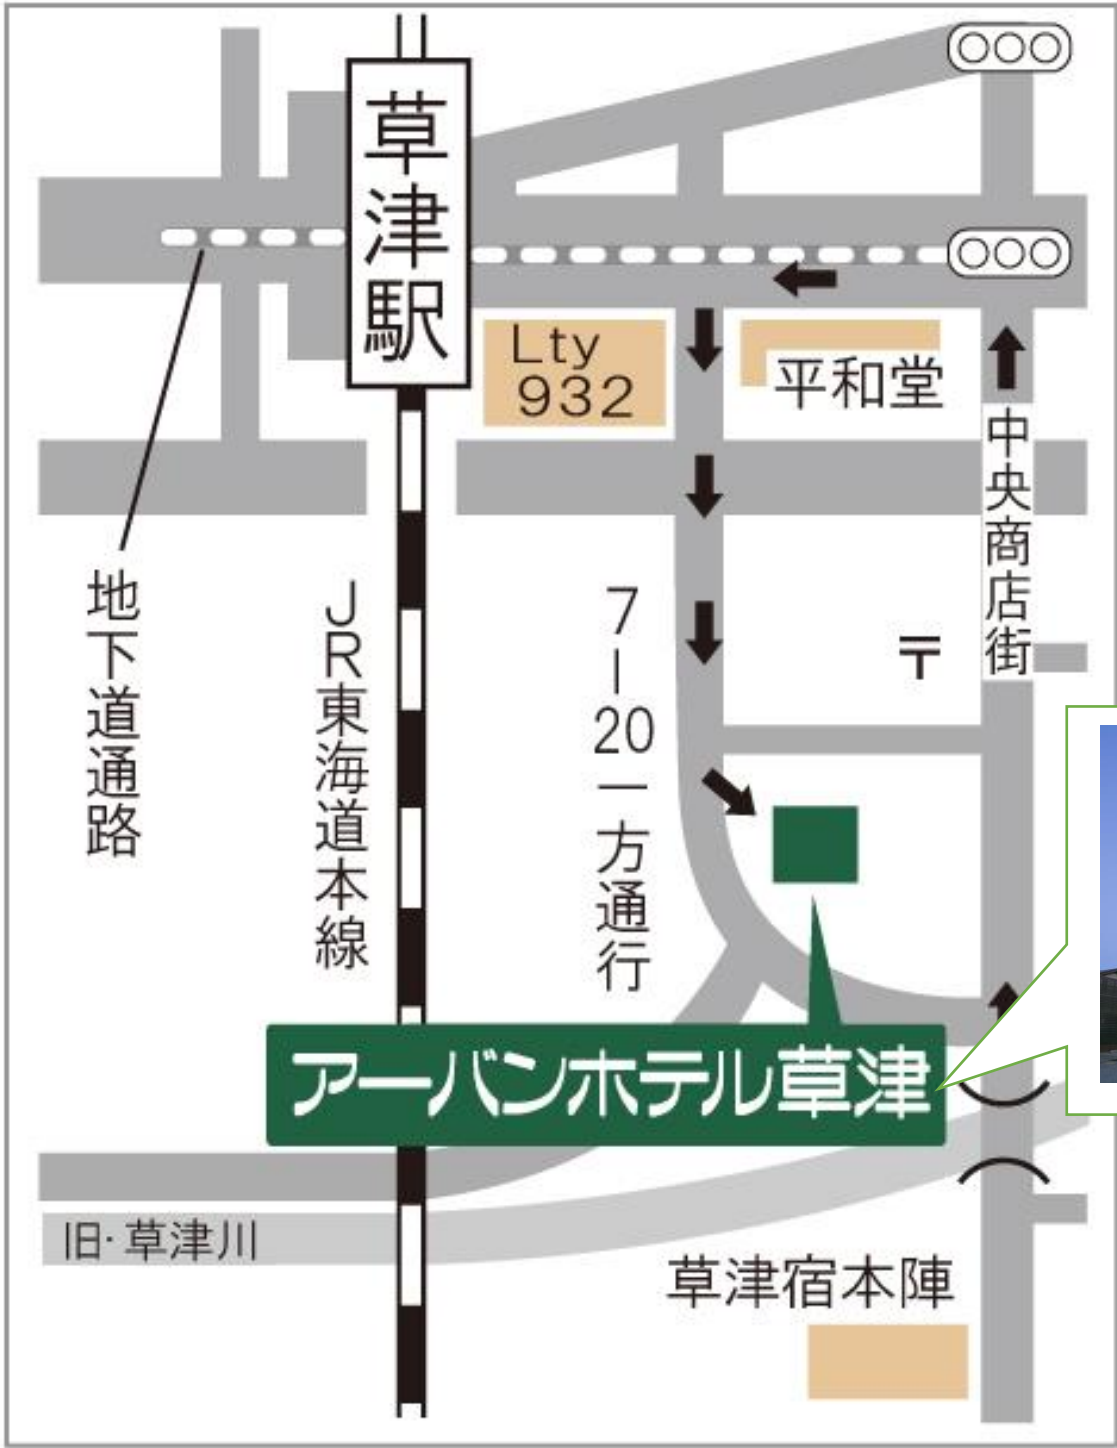 草津駅
Lty
932
平和堂
中央商店街
地下道通路
JR東海道本線
7-20一方通行
〒
アーバンホテル草津
旧・草津川
草津宿本陣